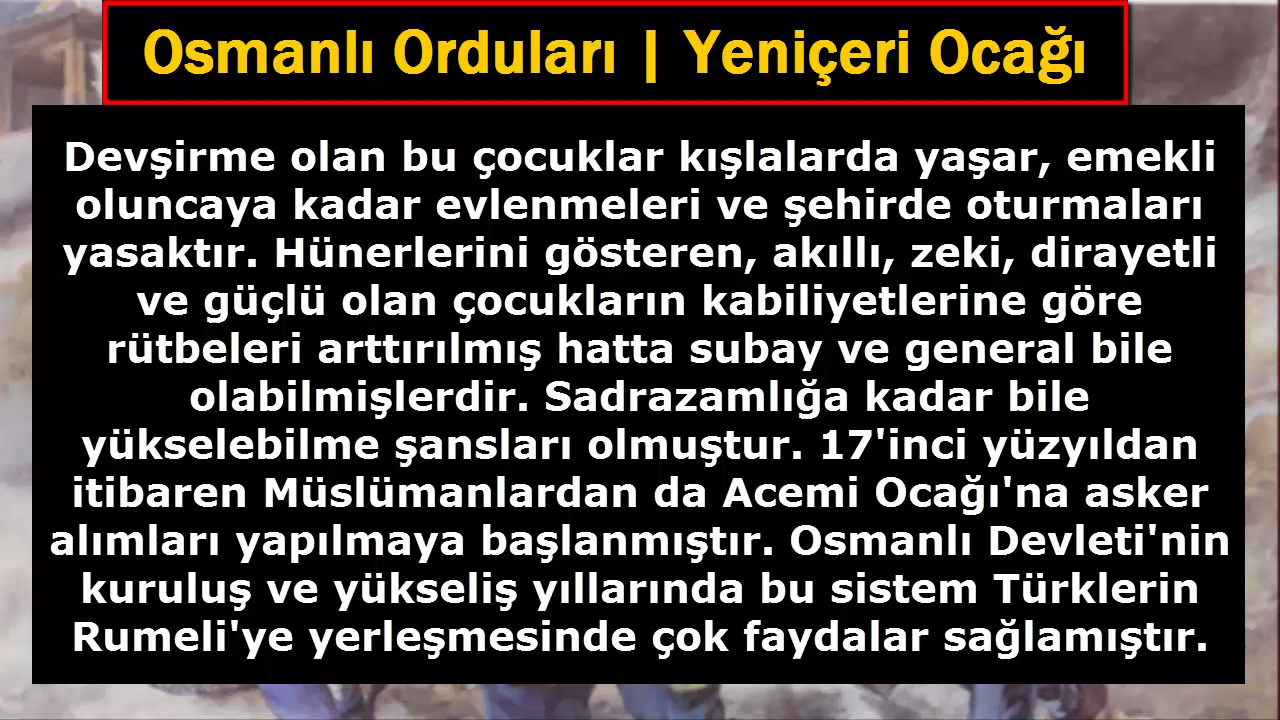 Osmanlı Orduları | Yeniçeri Ocağı
Devşirme olan bu çocuklar kışlalarda yaşar, emekli
oluncaya kadar evlenmeleri ve şehirde oturmaları
yasaktır. Hünerlerini gösteren, akıllı, zeki, dirayetli
ve güçlü olan çocukların kabiliyetlerine göre
rütbeleri arttırılmış hatta subay ve general bile
olabilmişlerdir. Sadrazamlığa kadar bile
yükselebilme şansları olmuştur. 17'inci yüzyıldan
itibaren Müslümanlardan da Acemi Ocağı'na asker
alımları yapılmaya başlanmıştır. Osmanlı Devleti'nin
kuruluş ve yükseliş yıllarında bu sistem Türklerin
Rumeli'ye yerleşmesinde çok faydalar sağlamıştır.